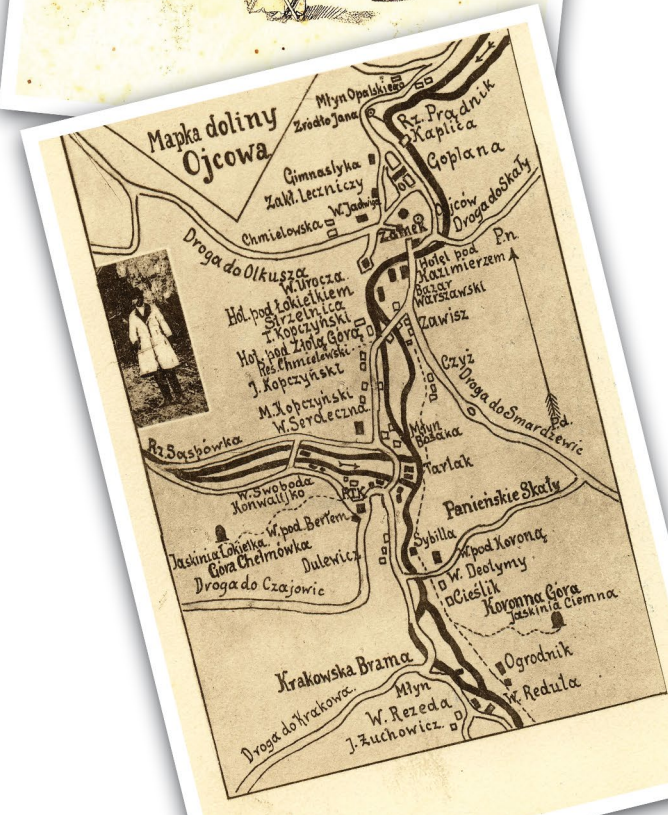 Mapka doliny
Ojcowa
Młyn Opalskiego
Źródło Jana
Rz. Prądnik
Kaplica
Goplana
Gimnastyka
Zakł. Leczniczy
W. Jadwiga
Chmielowska
Zamek
Ojców
Droga do Skały
Droga do Olkusza
P.n.
Hotel pod
Kazimierzem
Bazar
Warszawski
Zawisz
W. Urocza
Hot. pod Łokietkiem
Strzelnica
T. Kopczyński
Hot. pod Złotą Górą
Res. Chmielewski
J. Kopczyński
Czyż
Droga do Smardzewic
P.d.
M. Kopczyński
W. Serdeczna
Rz. Sąspówka
Młyn
Bosaka
Tarlak
W. Swoboda
Konwalijko
PTK
Panieńskie Skały
Jaskinia Łokietka
W. pod Berłem
Góra Chełmówka
Dulewicz
Sybilla
W. pod Koroną
Droga do Czajowic
W. Deotymy
Cieślik
Koronna Góra
Jaskinia Ciemna
Krakowska Brama
Ogrodnik
W. Reduta
Droga do Krakowa
Młyn
W. Rezeda
J. Żuchowicz